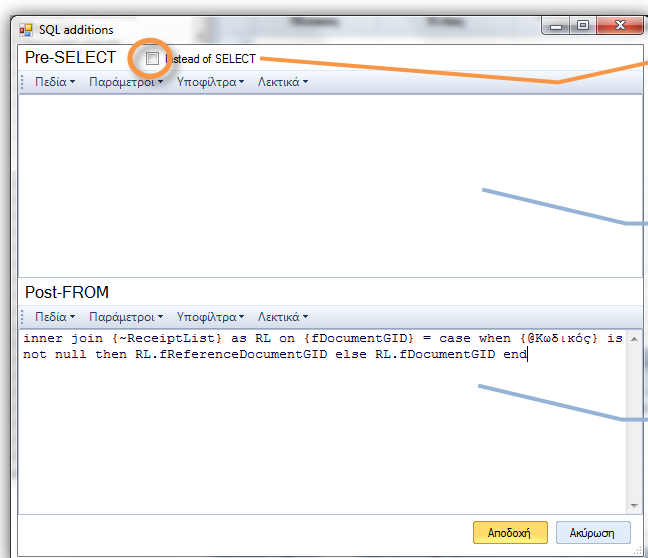 SQL additions
Pre-SELECT Instead of SELECT
Πεδία Παράμετροι Υποφίλτρα Λεκτικά
Post-FROM
Πεδία Παράμετροι Υποφίλτρα Λεκτικά
inner join {~ReceiptList} as RL on {fDocumentGID} = case when {@Κωδικός} is
not null then RL.fReferenceDocumentGID else RL.fDocumentGID end
Αποδοχή Ακύρωση